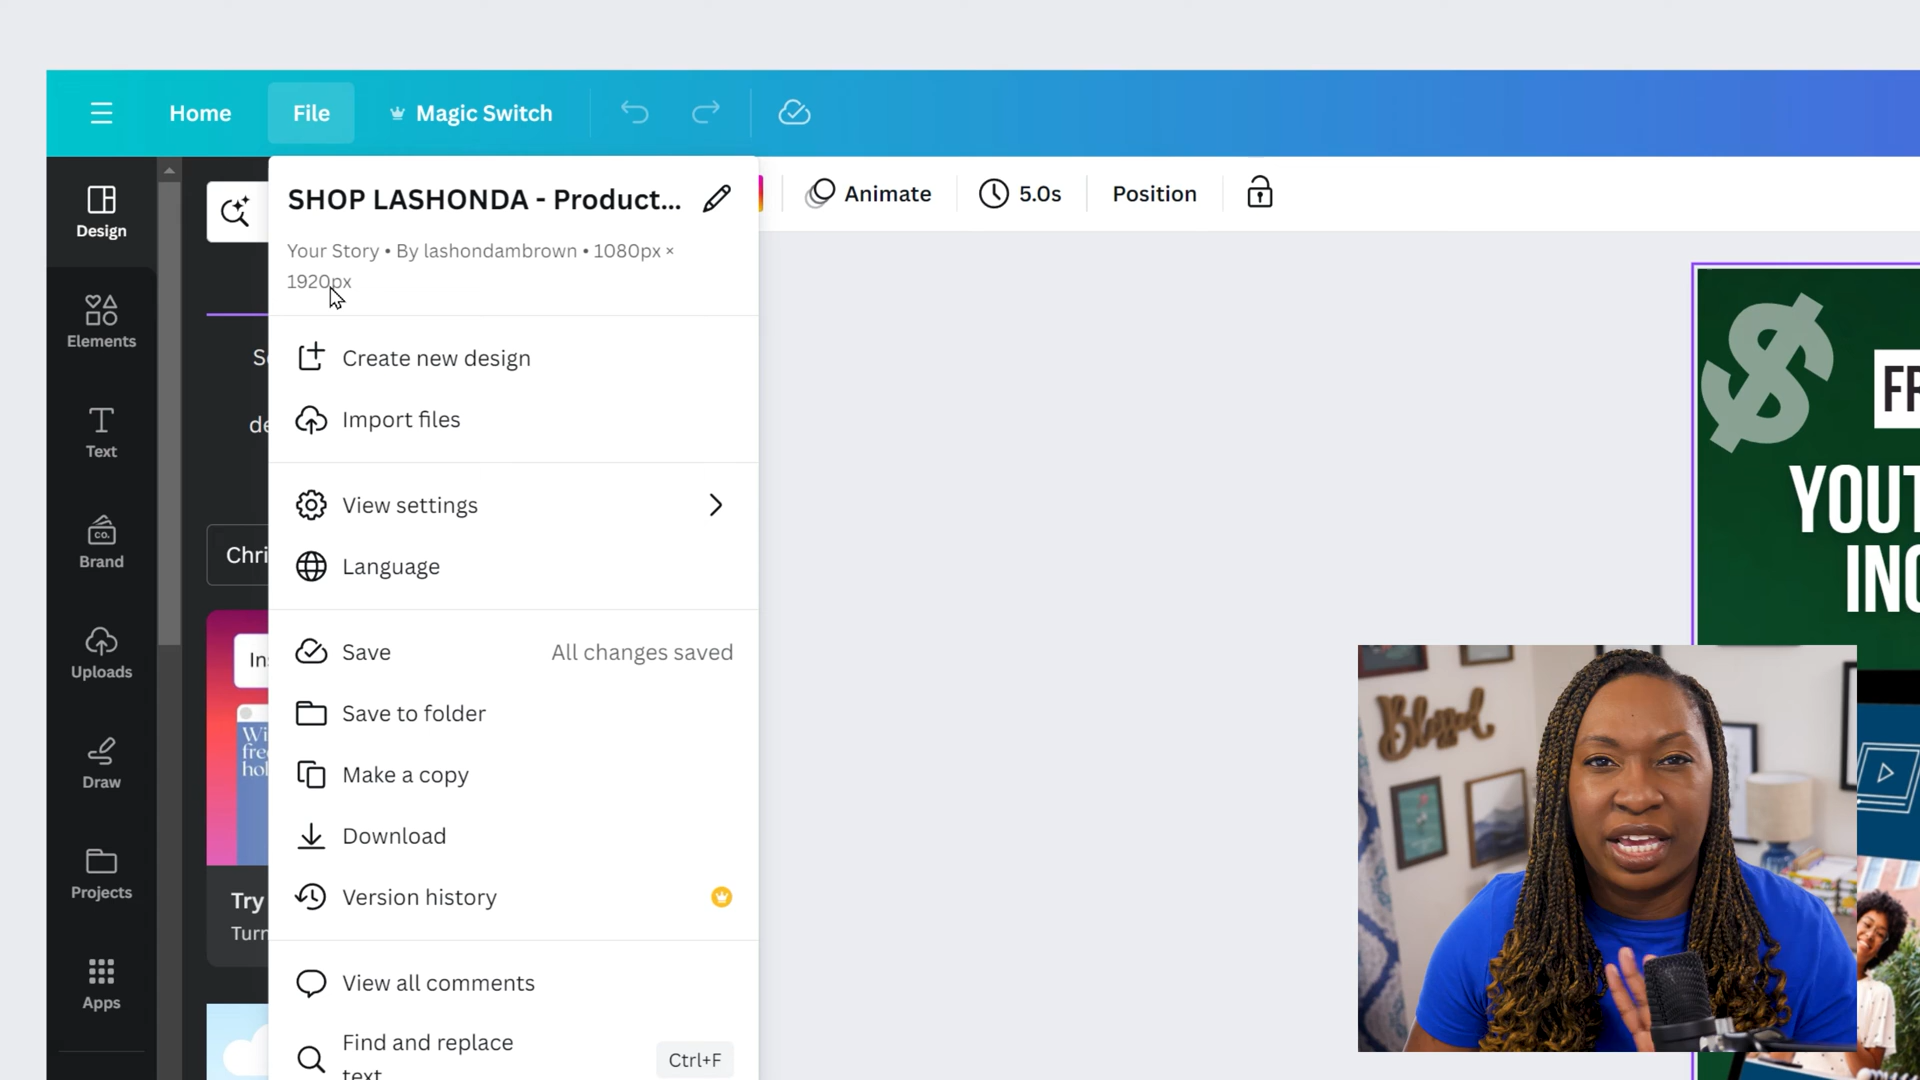 Home
File
Magic Switch
Design
Elements
Text
Brand
co.
Uploads
Draw
Projects
Apps
SHOP LASHONDA - Product...
Your Story • By lashondambrown • 1080px ×
1920px
Create new design
Import files
View settings
Language
Save
All changes saved
Save to folder
Make a copy
Download
Version history
View all comments
Find and replace
text
Ctrl+F
Animate
5.0s
Position
Try
$
Blessed